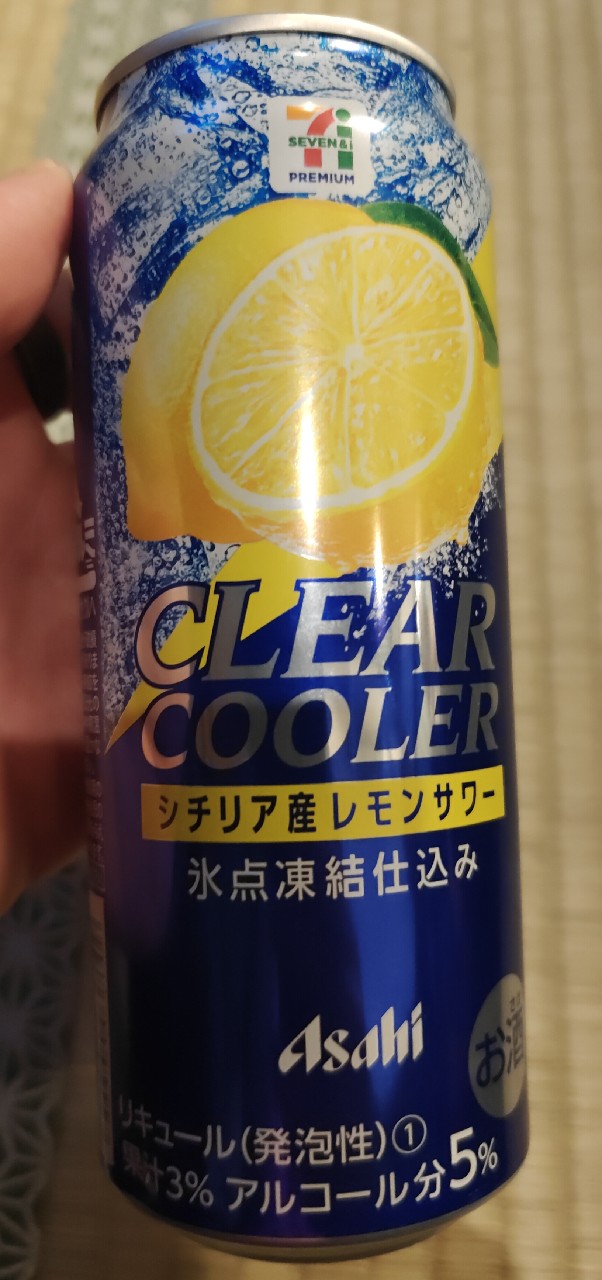 SEVEN&i
PREMIUM
CLEAR
COOLER
シチリア産レモンサワー
氷点凍結仕込み
Asahi
お酒
リキュール(発泡性)①
果汁3% アルコール分5%